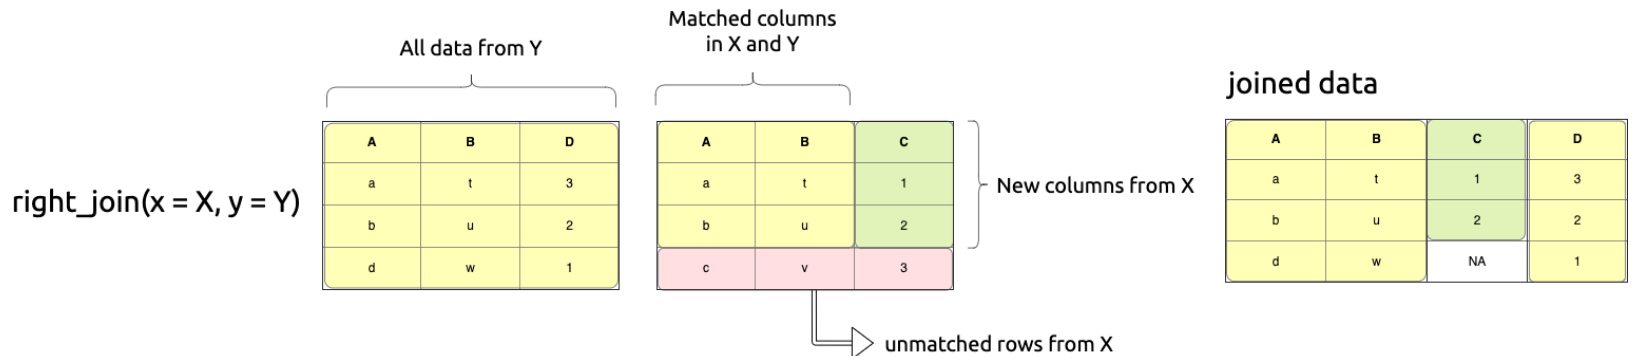 Matched columns
in X and Y
All data from Y
joined data
right_join(x = X, y = Y)
A B D
a t 3
b u 2
d w 1
A B C
a t 1
b u 2
c v 3
New columns from X
unmatched rows from X
A B C D
a t 1 3
b u 2 2
d w NA 1